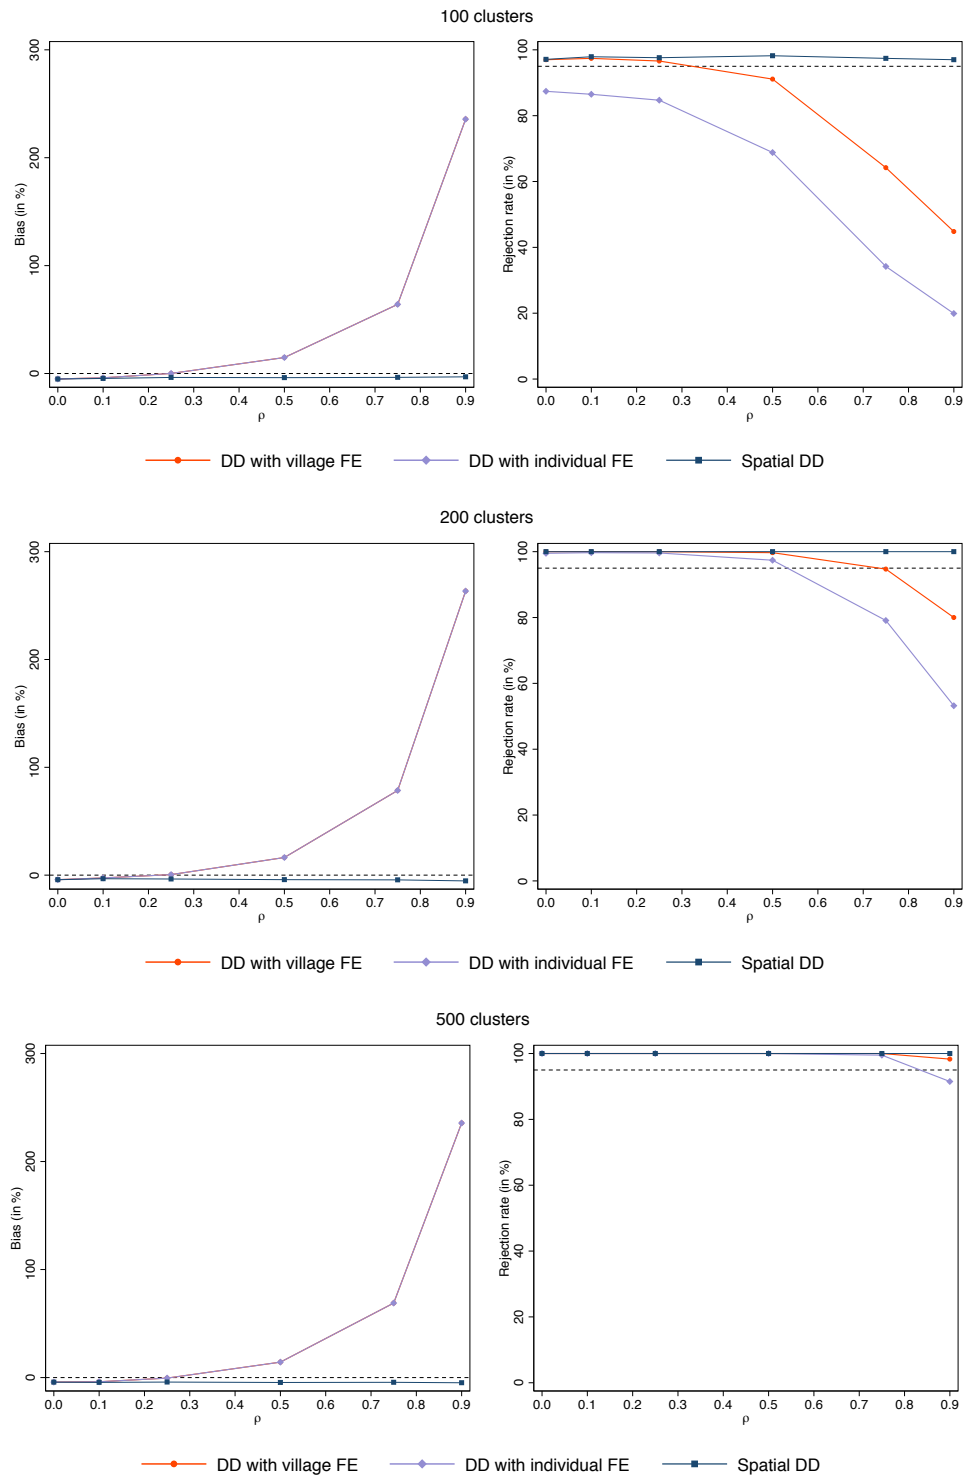 100 clusters
300
200
100
0
Bias (in %)
0.0 0.1 0.2 0.3 0.4 0.5 0.6 0.7 0.8 0.9
ρ
100
80
60
40
20
0
Rejection rate (in %)
0.0 0.1 0.2 0.3 0.4 0.5 0.6 0.7 0.8 0.9
ρ
DD with village FE DD with individual FE Spatial DD
200 clusters
300
200
100
0
Bias (in %)
0.0 0.1 0.2 0.3 0.4 0.5 0.6 0.7 0.8 0.9
ρ
100
80
60
40
20
0
Rejection rate (in %)
0.0 0.1 0.2 0.3 0.4 0.5 0.6 0.7 0.8 0.9
ρ
DD with village FE DD with individual FE Spatial DD
500 clusters
300
200
100
0
Bias (in %)
0.0 0.1 0.2 0.3 0.4 0.5 0.6 0.7 0.8 0.9
ρ
100
80
60
40
20
0
Rejection rate (in %)
0.0 0.1 0.2 0.3 0.4 0.5 0.6 0.7 0.8 0.9
ρ
DD with village FE DD with individual FE Spatial DD